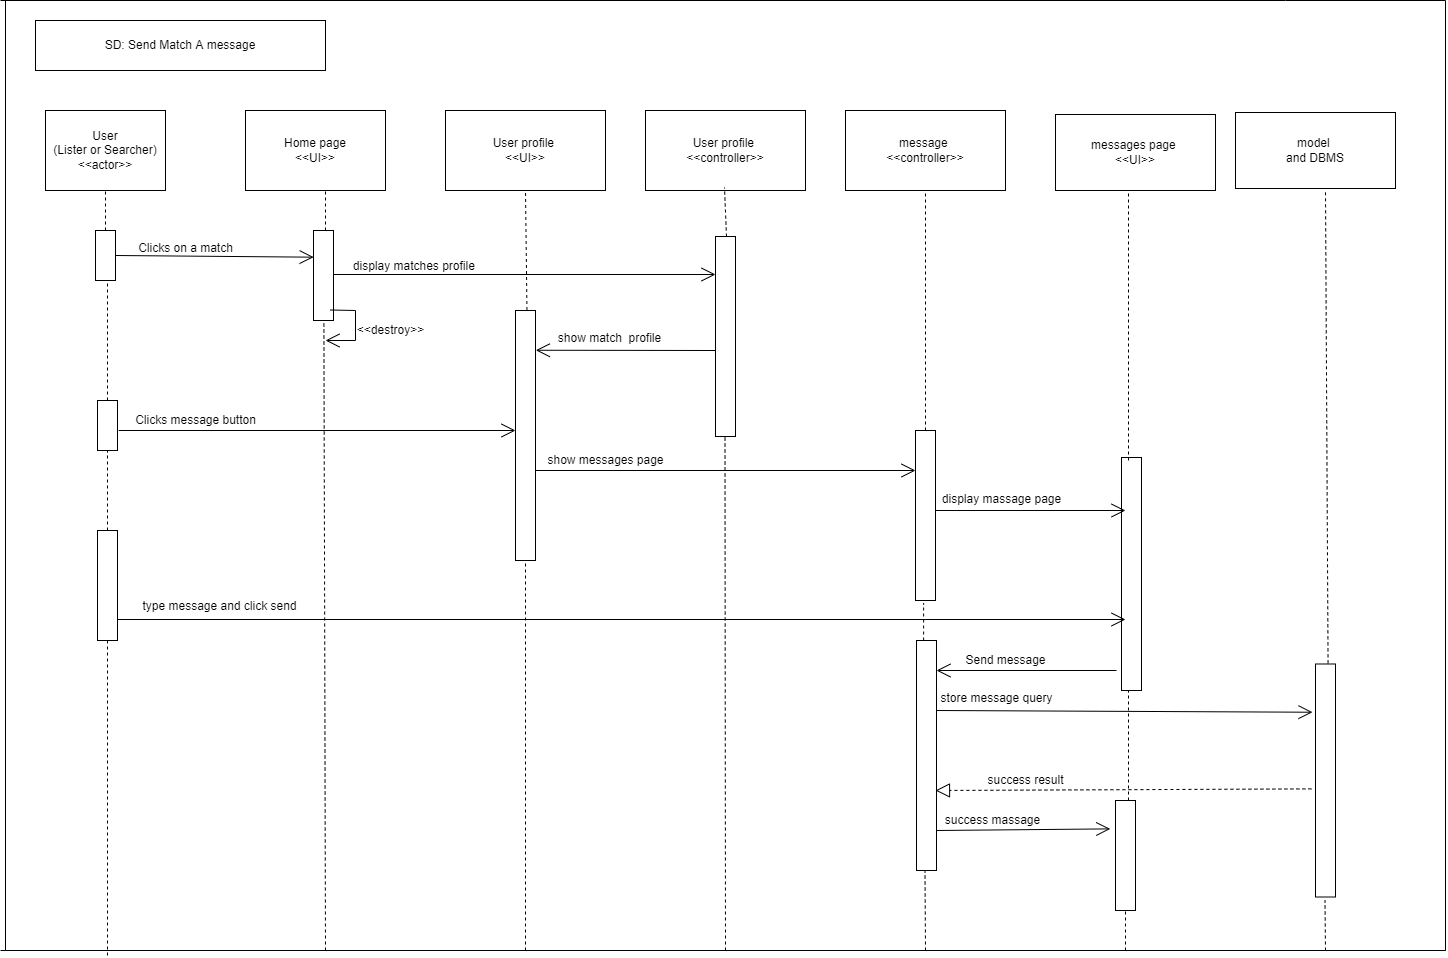 SD: Send Match A message
User
(Lister or Searcher)
<<actor>>
Home page
<<UI>>
User profile
<<UI>>
User profile
<<controller>>
message
<<controller>>
messages page
<<UI>>
model
and DBMS
Clicks on a match
display matches profile
<<destroy>>
show match  profile
Clicks message button
show messages page
display massage page
type message and click send
Send message
store message query
success result
success massage